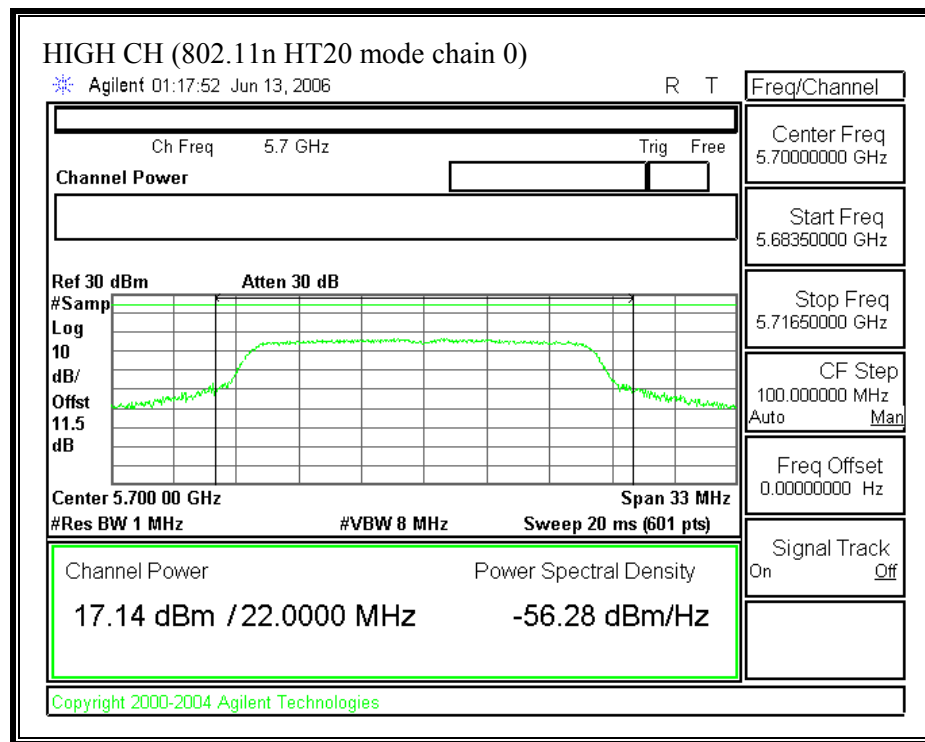 HIGH CH (802.11n HT20 mode chain 0)
Agilent 01:17:52 Jun 13, 2006 R T
Freq/Channel
Ch Freq 5.7 GHz Trig Free
Channel Power
Center Freq
5.70000000 GHz
Start Freq
5.68350000 GHz
Stop Freq
5.71650000 GHz
CF Step
100.000000 MHz
Auto Man
Freq Offset
0.00000000 Hz
Signal Track
On Off
Ref 30 dBm Atten 30 dB
#Samp
Log
10
dB/
Offst
11.5
dB
Center 5.700 00 GHz Span 33 MHz
#Res BW 1 MHz #VBW 8 MHz Sweep 20 ms (601 pts)
Channel Power Power Spectral Density
17.14 dBm / 22.0000 MHz -56.28 dBm/Hz
Copyright 2000-2004 Agilent Technologies